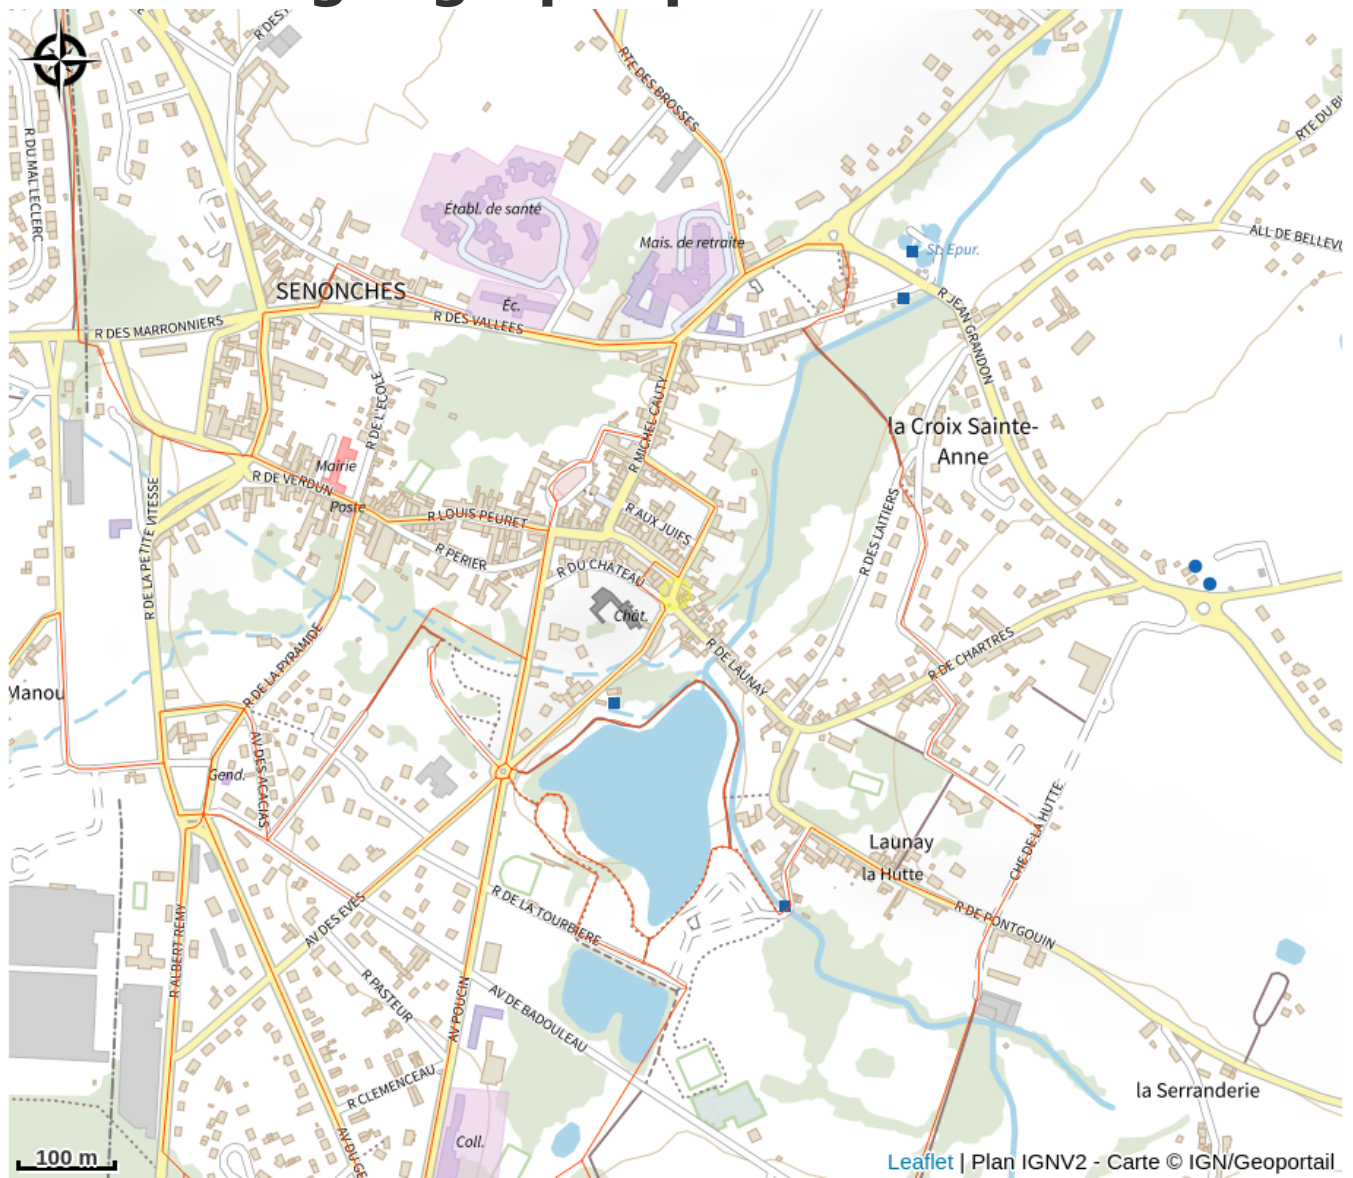 R DU MAL LECLERC
RTE DES BROSSES
Établ. de santé
Mais. de retraite
St. Epur.
ALL DE BELLEVU
SENONCHES
Éc.
R DES MARRONNIERS
R DES VALLEES
R JEAN GRANDON
R DE L'ECOLE
R MICHEL CAUTY
la Croix Sainte-
Anne
Mairie
R DE VERDUN
Poste
R LOUIS PEURET
R AUX JUIFS
R DE LA PETITE VITESSE
R PERIER
R DU CHATEAU
R DES LAITIERS
Chât.
R DE LA PYRAMIDE
R DE LAUNAY
R DE CHARTRES
Manou
AV DES ACACIAS
Gend.
CHE DE LA HUTTE
Launay
la Hutte
R DE LA TOURBIERE
AV DES EVES
R DE PONTGOUIN
R ALBERT REMY
R PASTEUR
AV POUCIN
AV DE BADOULEAU
R CLEMENCEAU
la Serranderie
AV DU GE
Coll.
100 m
Leaflet | Plan IGNV2 - Carte © IGN/Geoportail